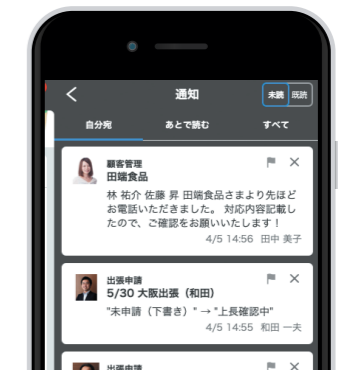 通知
未読 既読
自分宛 あとで読む すべて
顧客管理
田端食品
林 祐介 佐藤 昇 田端食品さまより先ほど
お電話いただきました。 対応内容記載し
たので、ご確認をお願いいたします！
4/5 14:56 田中 美子
出張申請
5/30 大阪出張（和田）
"未申請（下書き）" → "上長確認中"
4/5 14:55 和田 一夫
出張申請